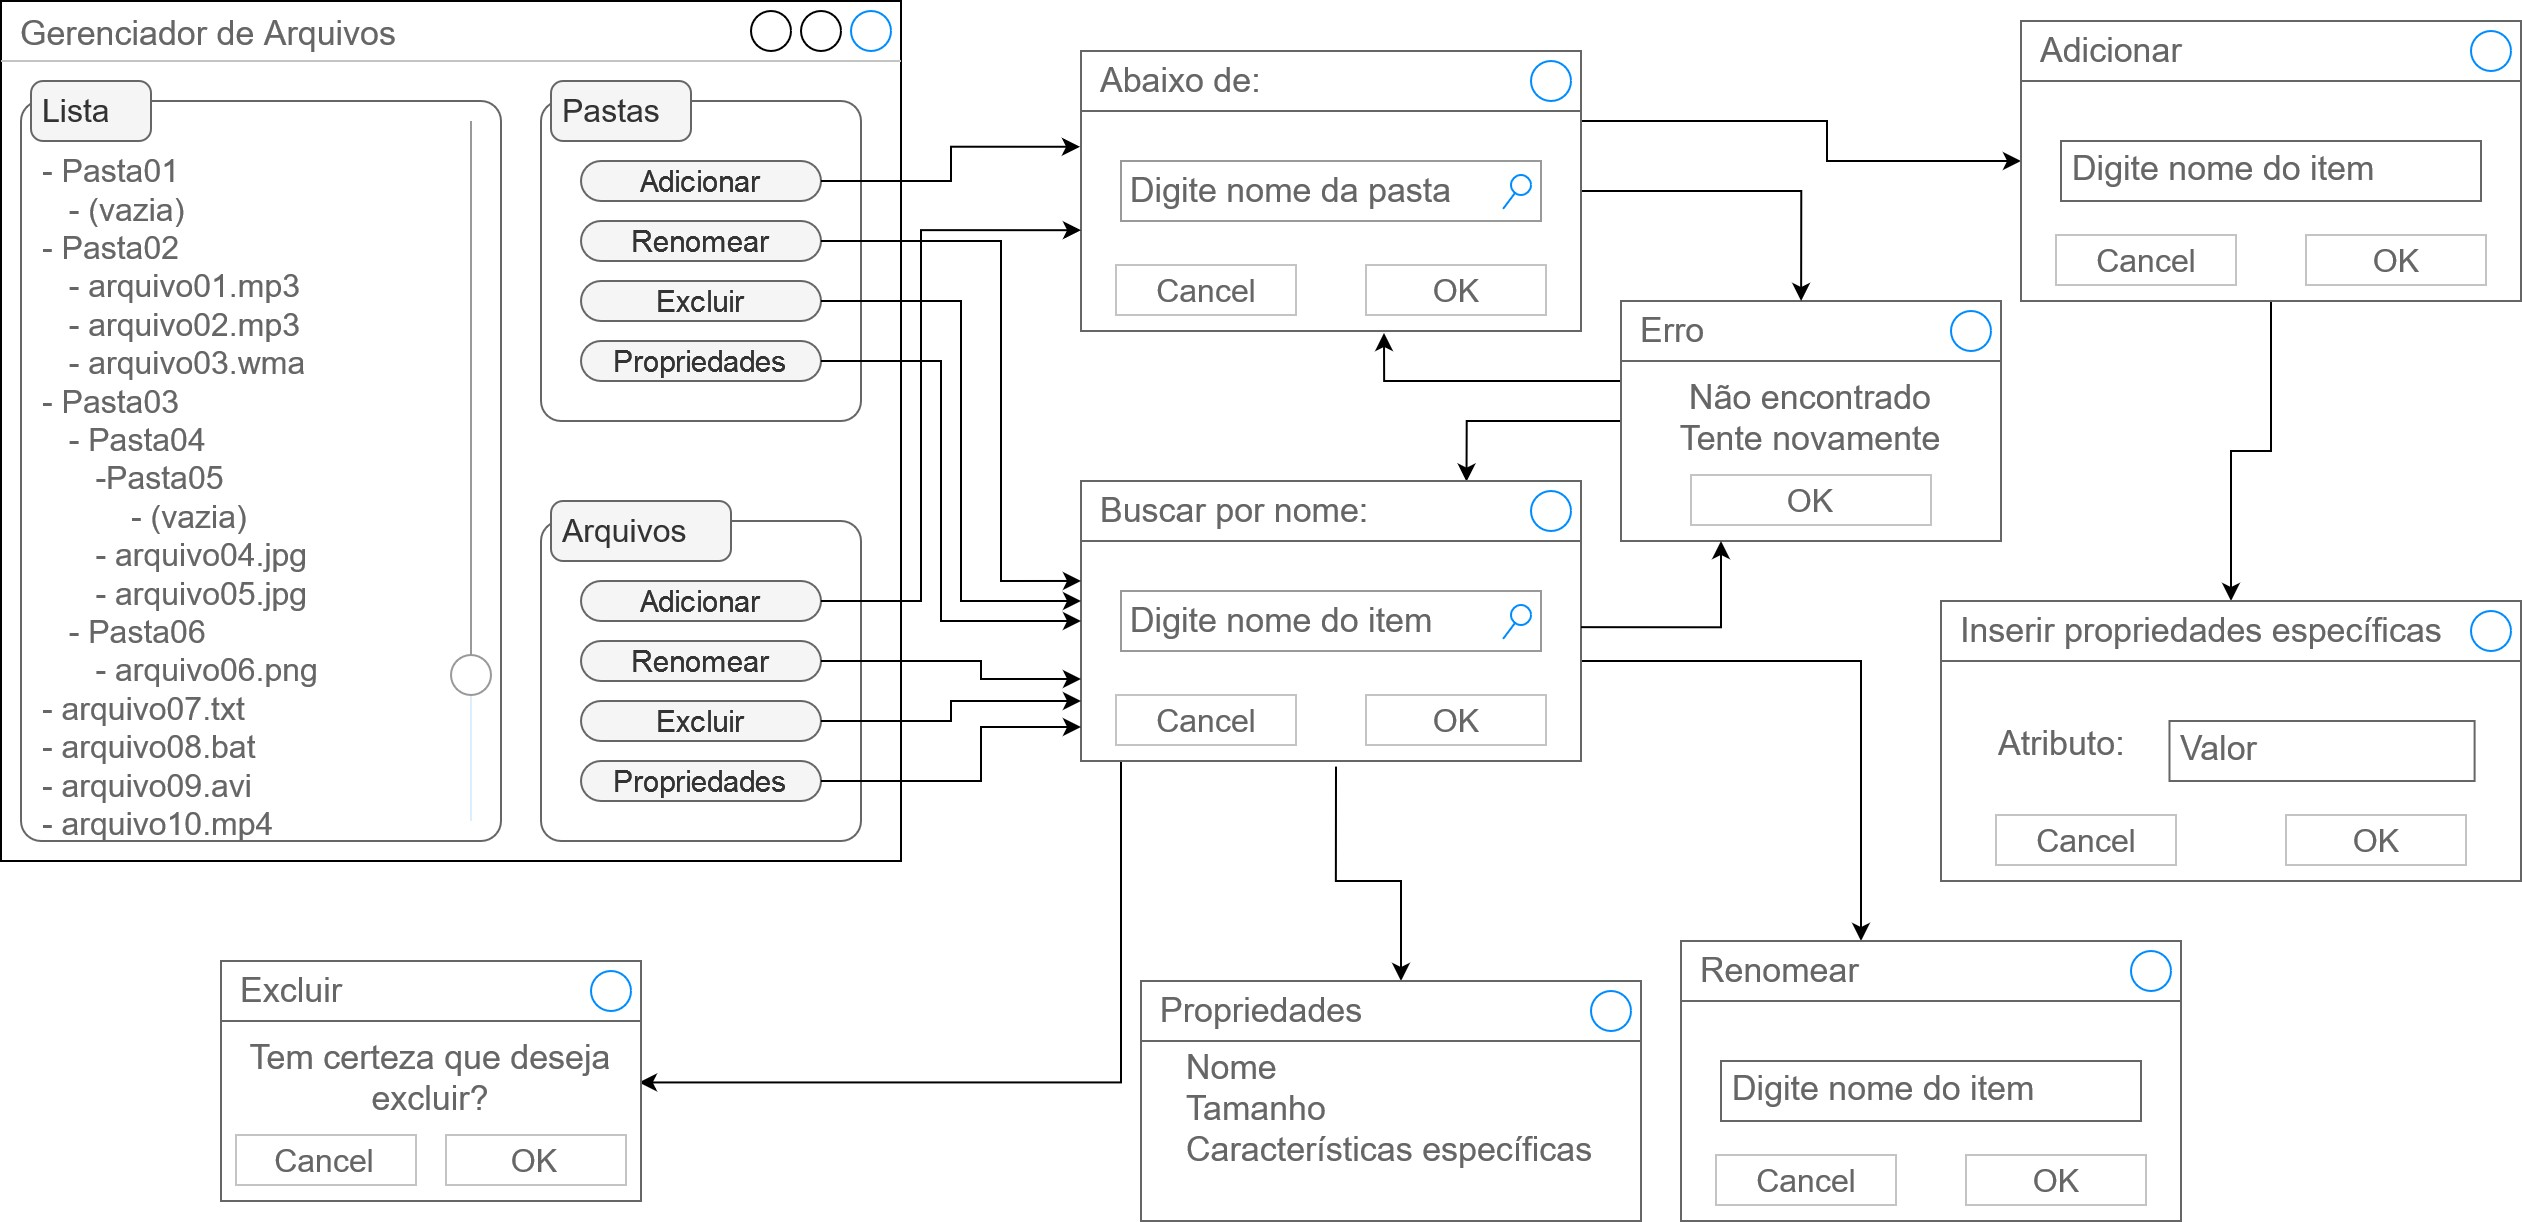 Gerenciador de Arquivos
Lista
- Pasta01
- (vazia)
- Pasta02
- arquivo01.mp3
- arquivo02.mp3
- arquivo03.wma
- Pasta03
- Pasta04
-Pasta05
- (vazia)
- arquivo04.jpg
- arquivo05.jpg
- Pasta06
- arquivo06.png
- arquivo07.txt
- arquivo08.bat
- arquivo09.avi
- arquivo10.mp4
Pastas
Adicionar
Renomear
Excluir
Propriedades
Arquivos
Adicionar
Renomear
Excluir
Propriedades
Abaixo de:
Digite nome da pasta
Cancel
OK
Adicionar
Digite nome do item
Cancel
OK
Erro
Não encontrado
Tente novamente
OK
Buscar por nome:
Digite nome do item
Cancel
OK
Inserir propriedades específicas
Atributo:
Valor
Cancel
OK
Excluir
Tem certeza que deseja
excluir?
Cancel
OK
Propriedades
Nome
Tamanho
Características específicas
Renomear
Digite nome do item
Cancel
OK